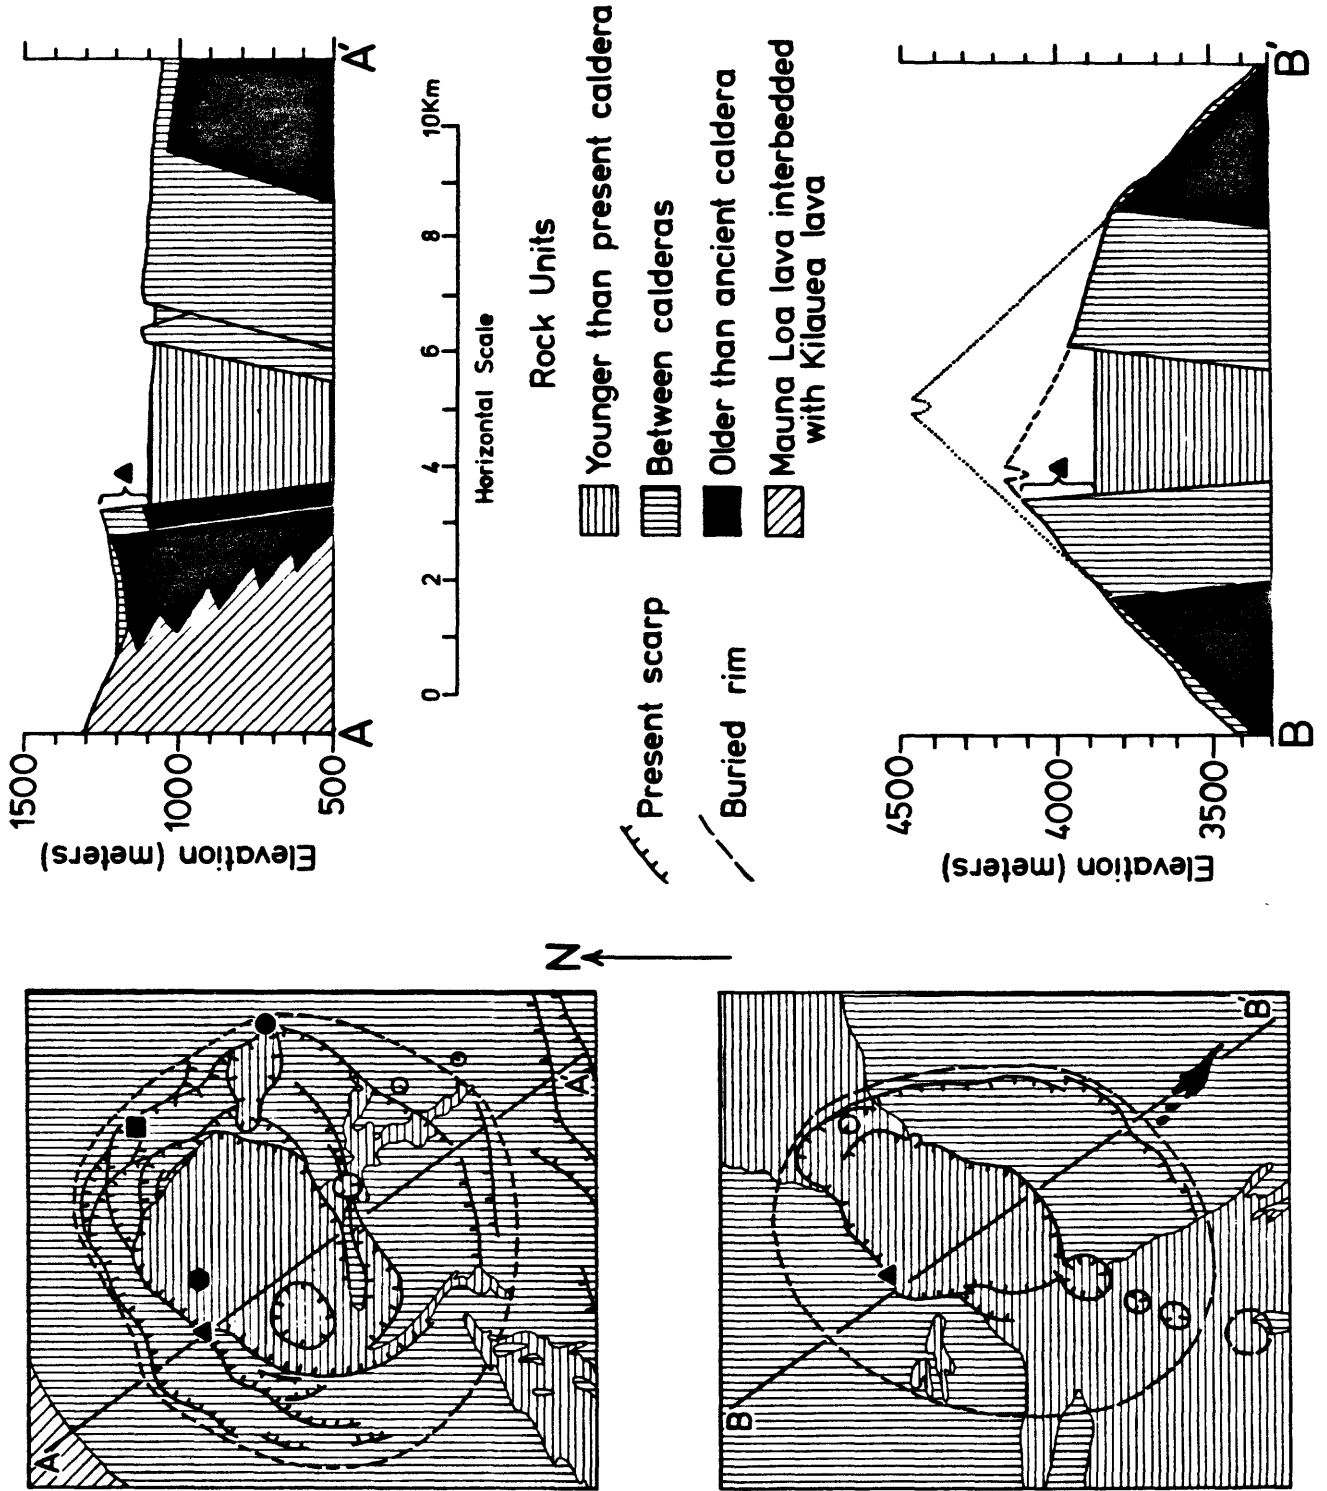 1500
1000
500
Elevation (meters)
A
A'
0
2
4
6
8
10Km
Horizontal Scale
Rock Units
Younger than present caldera
Between calderas
Older than ancient caldera
Mauna Loa lava interbedded
with Kilauea lava
Present scarp
Buried rim
4500
4000
3500
Elevation (meters)
B
B'
N
A
A'
B
B'